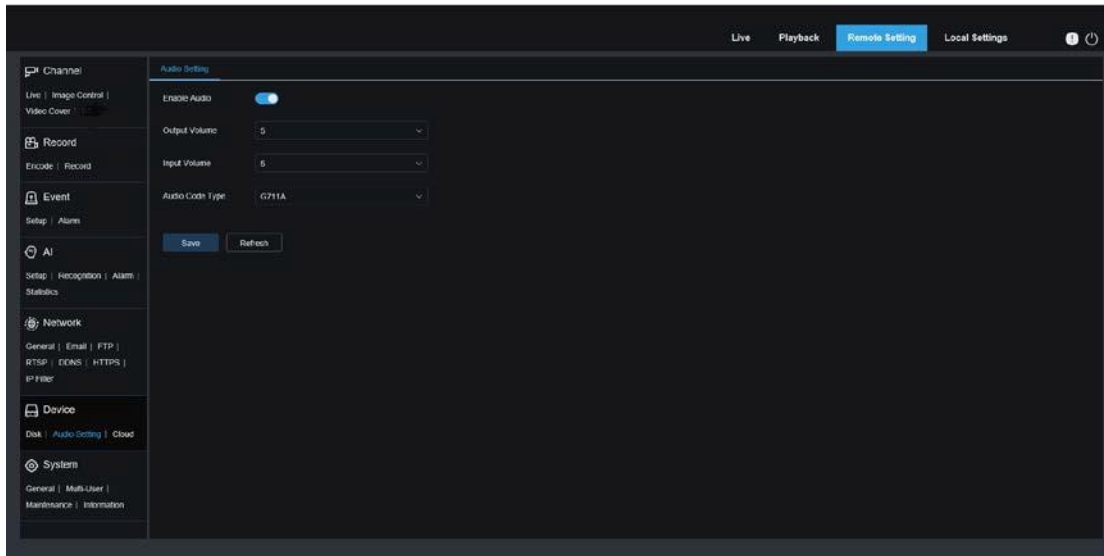 Live Playback Remote Setting Local Settings
Channel
Live | Image Control |
Video Cover
Record
Encode | Record
Event
Setup | Alarm
AI
Setup | Recognition | Alarm |
Statistics
Network
General | Email | FTP |
RTSP | DDNS | HTTPS |
IP Filter
Device
Disk | Audio Setting | Cloud
System
General | Multi-User |
Maintenance | Information
Audio Setting
Enable Audio
Output Volume 5
Input Volume 5
Audio Code Type G711A
Save Refresh